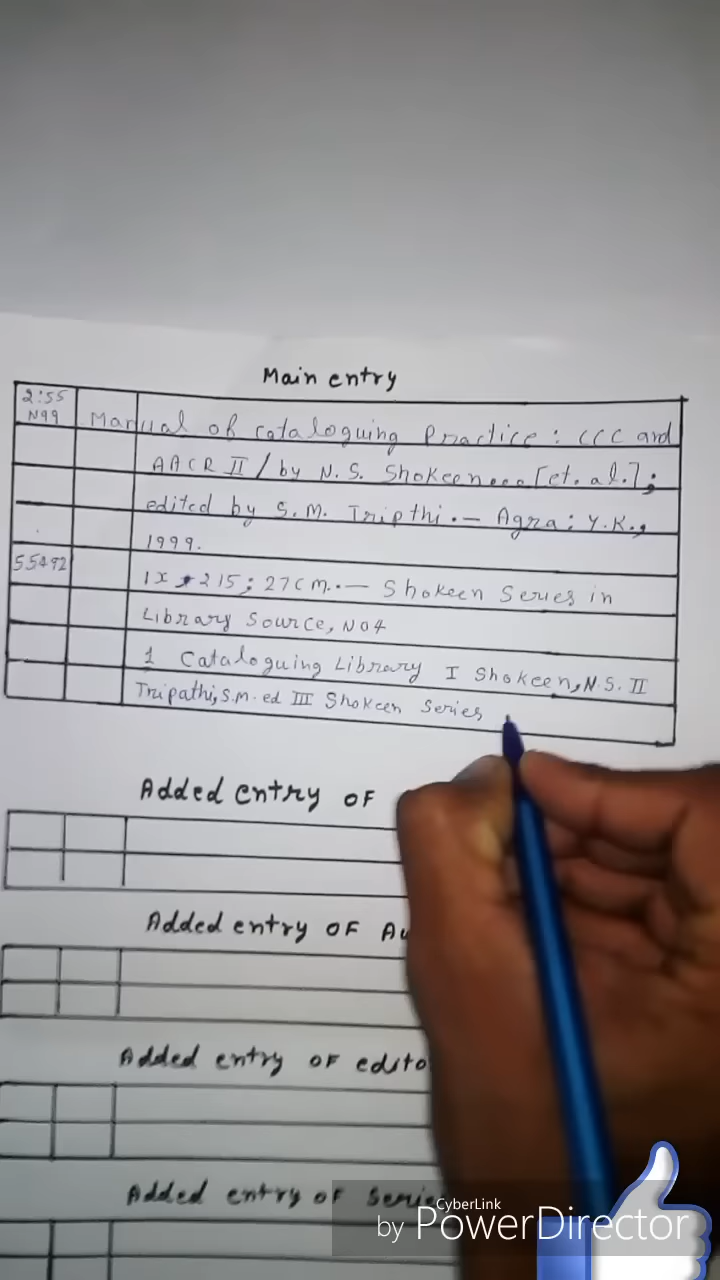 Main entry
2:55
N99
Manual of cataloguing Practice : CCC and
AACR II / by N. S. Shokeen... [et. al.];
edited by S. M. Tripthi. — Agra : Y.K.,
1999.
55492
IX, 215 ; 27cm. — Shokeen Series in
Library Source, NO4
1 Cataloguing Library I Shokeen, N.S. II
Tripathi, S.M. ed III Shokeen Series
Added entry OF
Added entry OF Au
Added entry OF edito
Added entry OF Serie
CyberLink
by PowerDirector